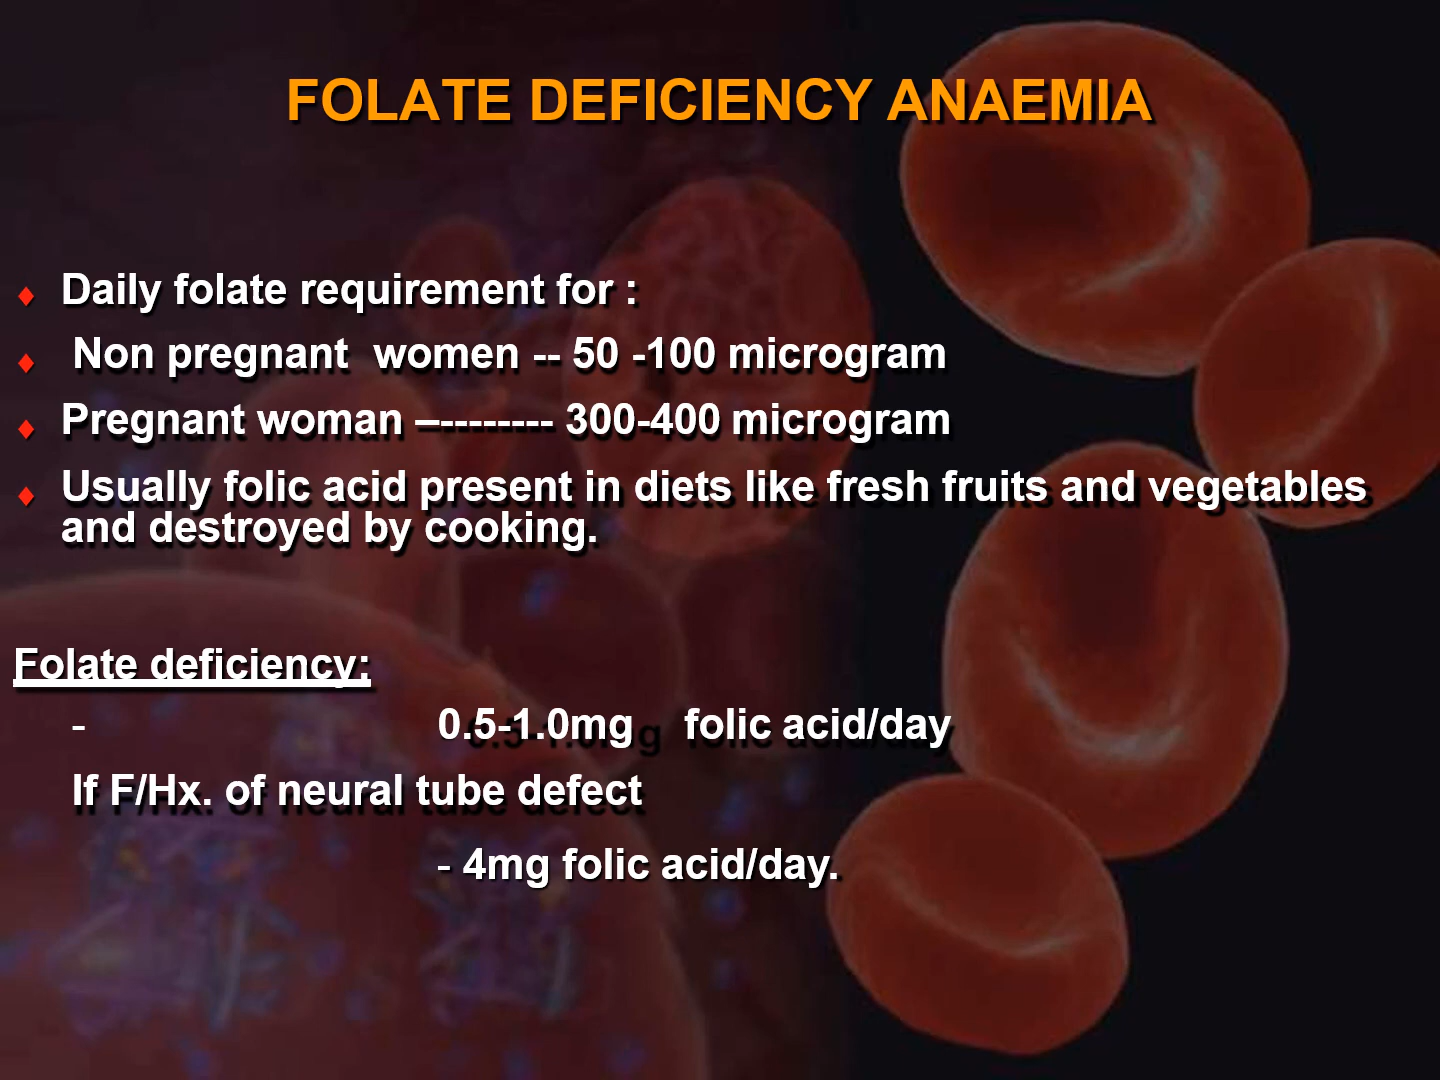 FOLATE DEFICIENCY ANAEMIA
♦ Daily folate requirement for :
♦ Non pregnant  women -- 50 -100 microgram
♦ Pregnant woman –-------- 300-400 microgram
♦ Usually folic acid present in diets like fresh fruits and vegetables
and destroyed by cooking.
Folate deficiency:
- 0.5-1.0mg folic acid/day
If F/Hx. of neural tube defect
- 4mg folic acid/day.